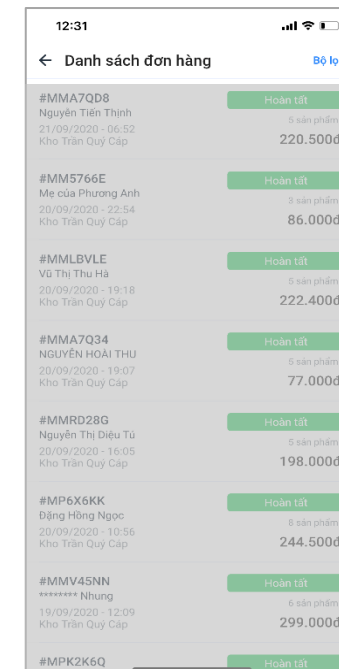 12:31
Danh sách đơn hàng
Bộ lọ
#MMA7QD8
Hoàn tất
Nguyễn Tiến Thịnh
5 sản phẩm
21/09/2020 - 06:52
220.500đ
Kho Trần Quý Cáp
#MM5766E
Hoàn tất
Mẹ của Phương Anh
3 sản phẩm
20/09/2020 - 22:54
86.000đ
Kho Trần Quý Cáp
#MMLBVLE
Hoàn tất
Vũ Thị Thu Hà
5 sản phẩm
20/09/2020 - 19:18
222.400đ
Kho Trần Quý Cáp
#MMA7Q34
Hoàn tất
NGUYỄN HOÀI THU
5 sản phẩm
20/09/2020 - 19:07
77.000đ
Kho Trần Quý Cáp
#MMRD28G
Hoàn tất
Nguyễn Thị Diệu Tú
5 sản phẩm
20/09/2020 - 16:05
198.000đ
Kho Trần Quý Cáp
#MP6X6KK
Hoàn tất
Đặng Hồng Ngọc
8 sản phẩm
20/09/2020 - 10:56
244.500đ
Kho Trần Quý Cáp
#MMV45NN
Hoàn tất
******** Nhung
6 sản phẩm
19/09/2020 - 12:09
299.000đ
Kho Trần Quý Cáp
#MPK2K6Q
Hoàn tất